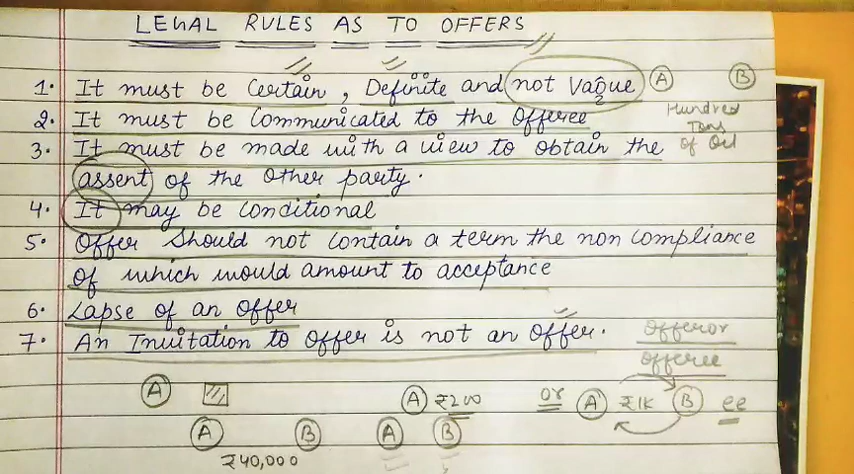 LEGAL RULES AS TO OFFERS
1. It must be Certain, Definite and not Vague (A) (B)
2. It must be Communicated to the Offeree Hundred
Tons
3. It must be made with a view to obtain the of Oil
assent of the other party.
4. It may be Conditional
5. Offer Should not Contain a term the non compliance
of which would amount to acceptance
6. Lapse of an Offer
7. An Invitation to Offer is not an Offer. Offeror
Offeree
A A ₹200 or A ₹1K B ee
A B A B
₹40,000